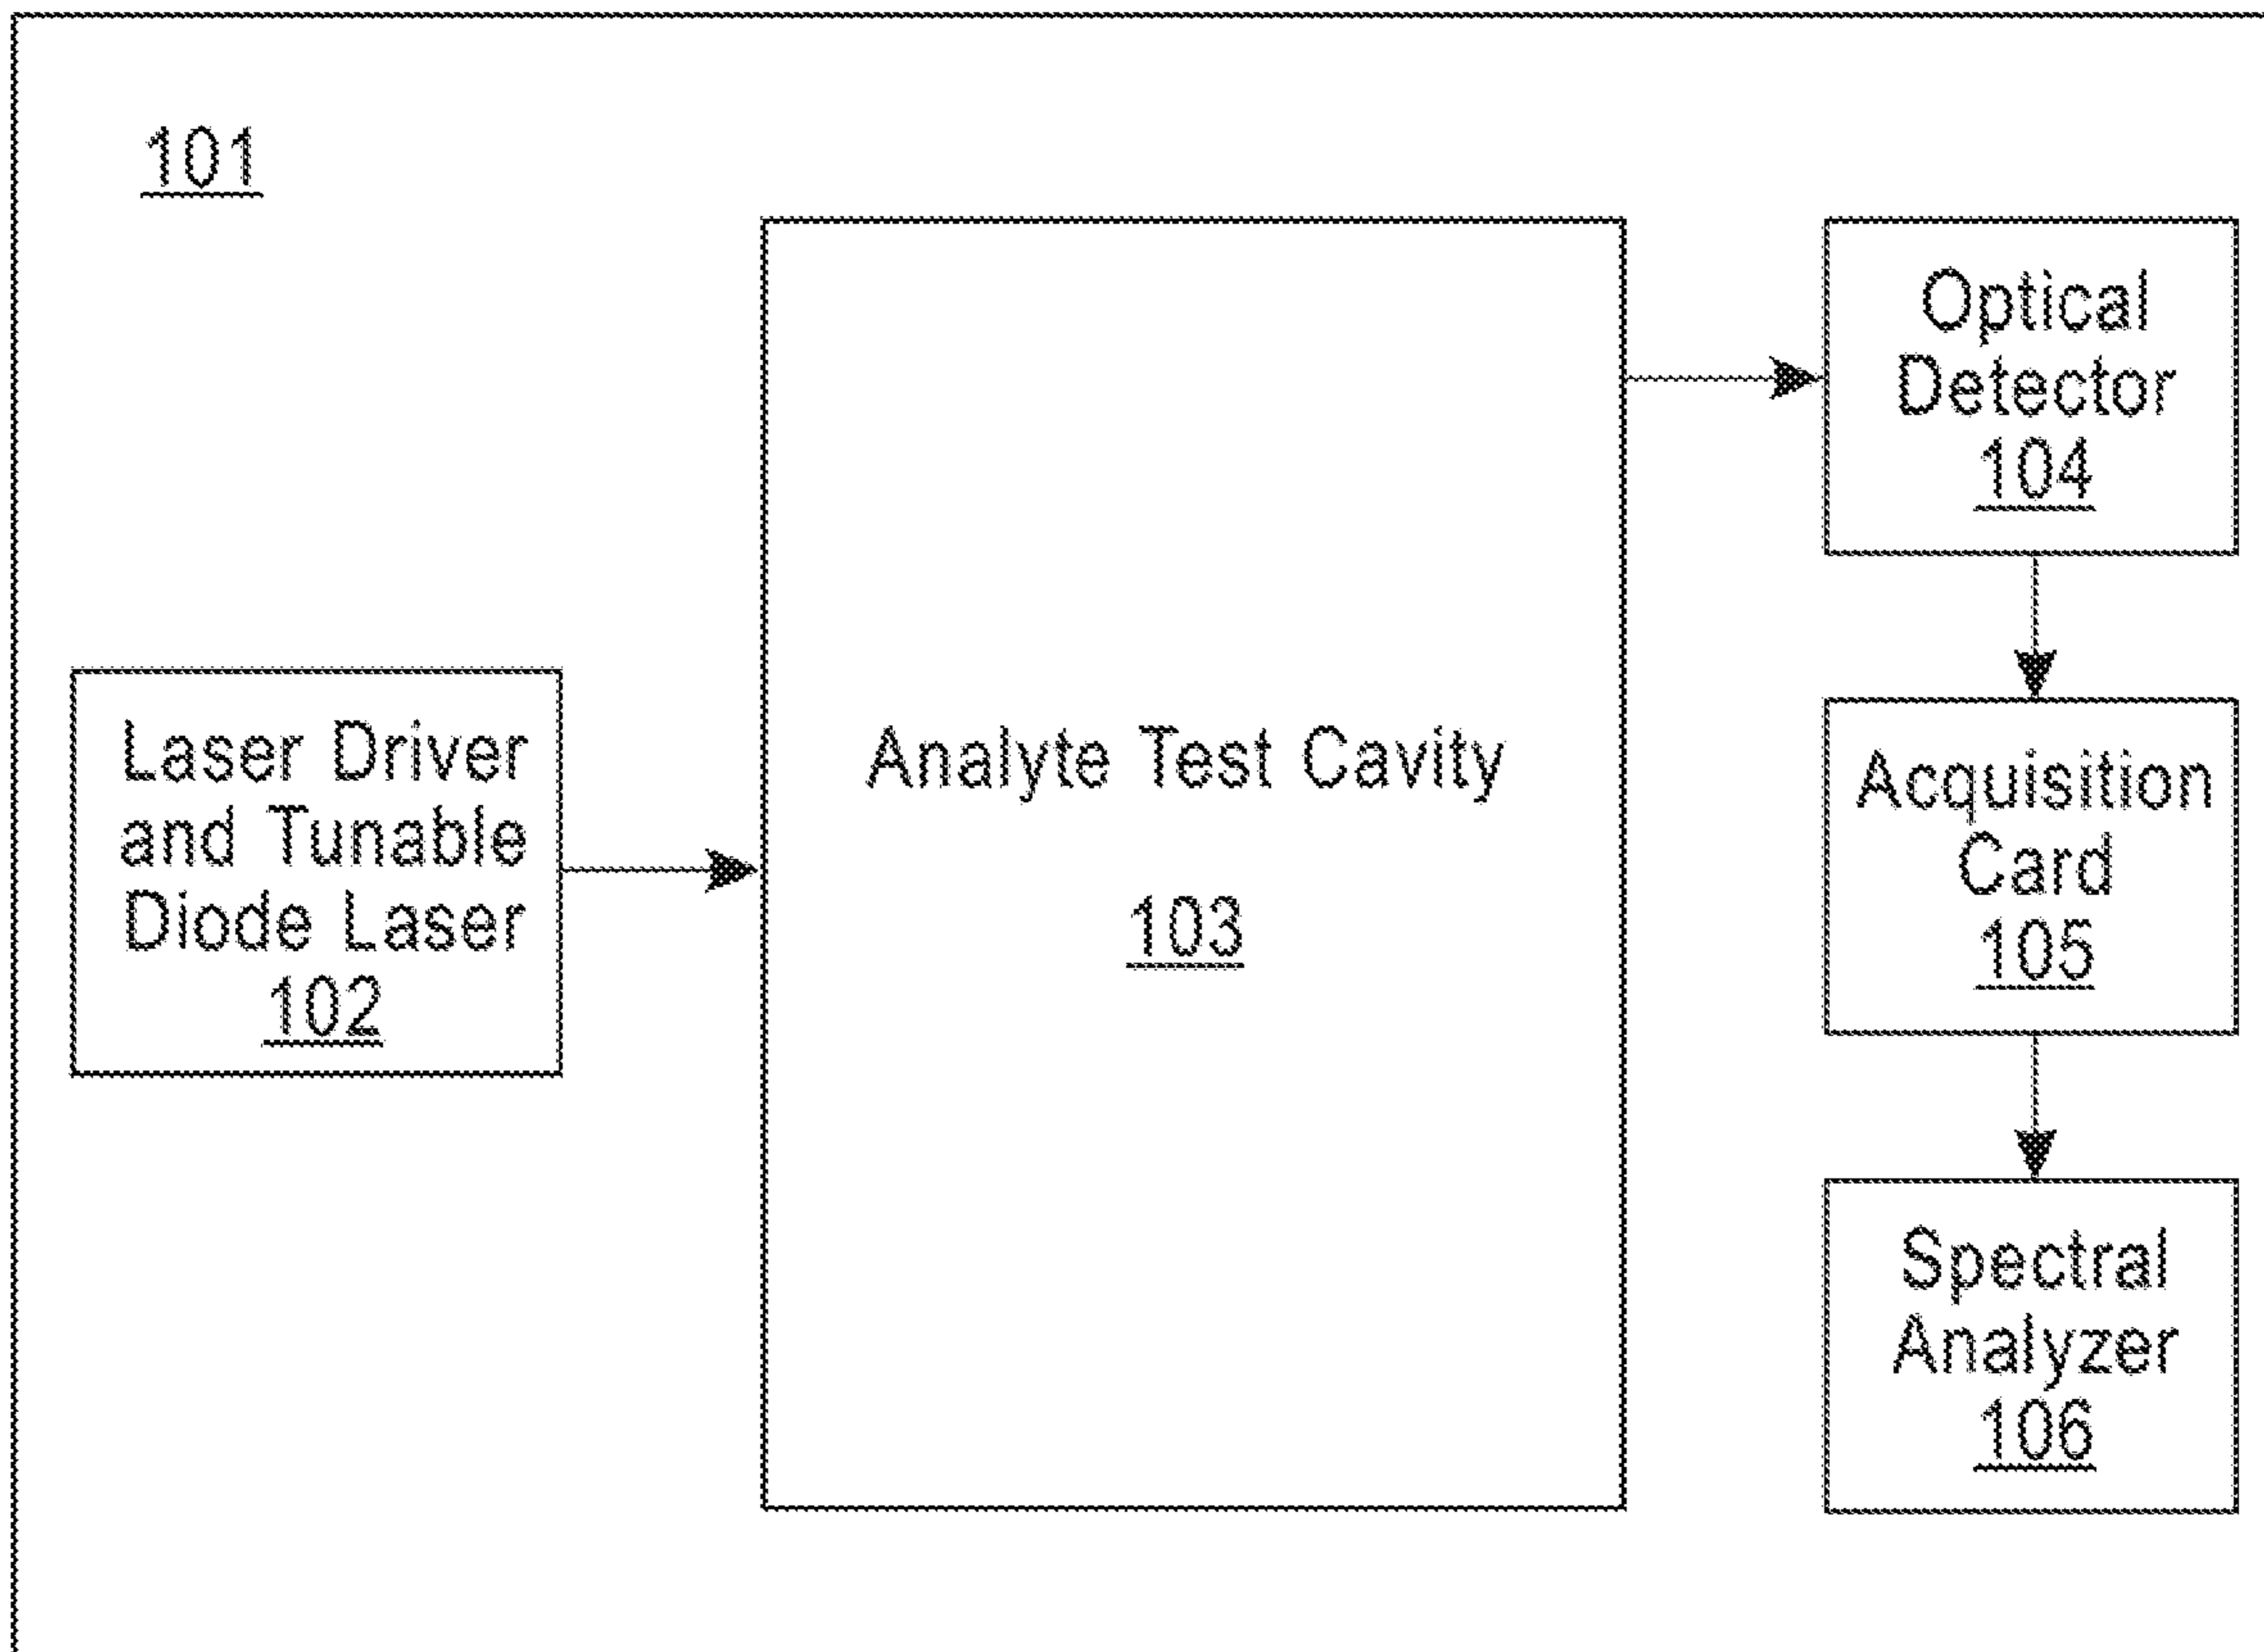 101
Laser Driver
and Tunable
Diode Laser
102
Analyte Test Cavity
103
Optical
Detector
104
Acquisition
Card
105
Spectral
Analyzer
106